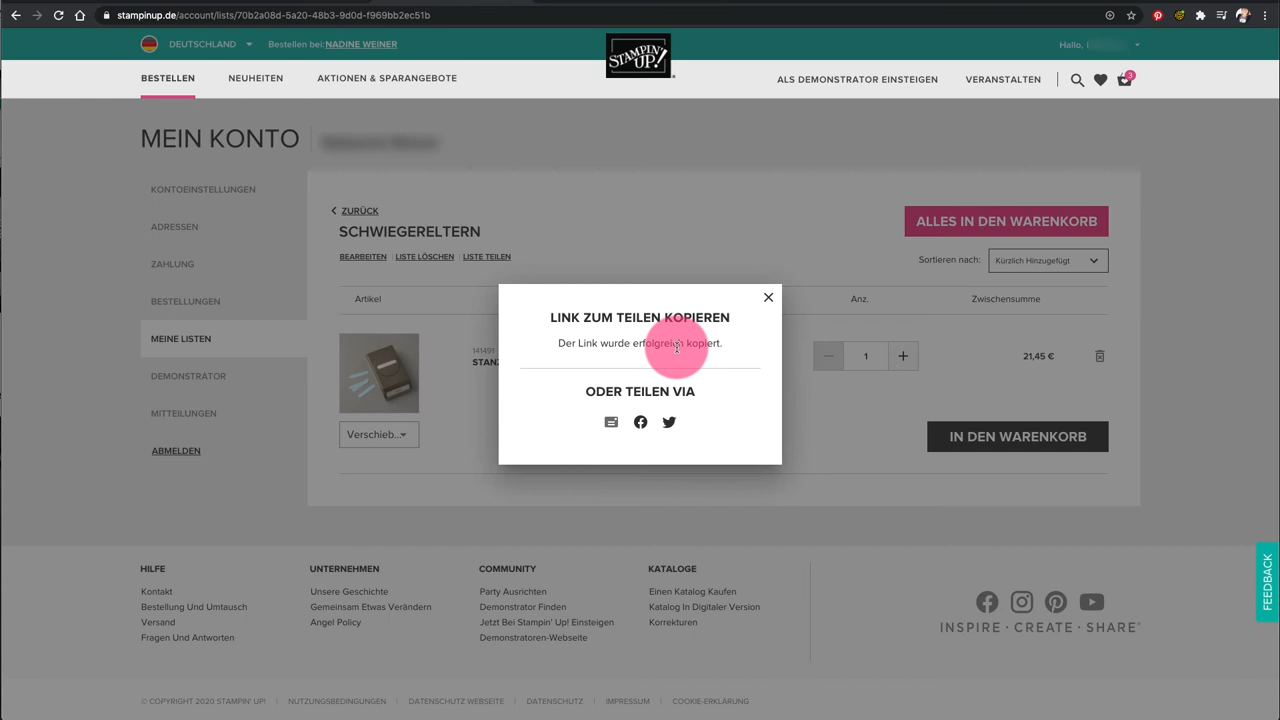 stampinup.de/account/lists/70b2a08d-5a20-48b3-9d0d-f969bb2ec51b
DEUTSCHLAND Bestellen bei: NADINE WEINER
STAMPIN' UP!
Hallo,
BESTELLEN NEUHEITEN AKTIONEN & SPARANGEBOTE
ALS DEMONSTRATOR EINSTEIGEN VERANSTALTEN 3
MEIN KONTO
KONTOEINSTELLUNGEN
ADRESSEN
ZAHLUNG
BESTELLUNGEN
MEINE LISTEN
DEMONSTRATOR
MITTEILUNGEN
ABMELDEN
ZURÜCK
SCHWIEGERELTERN
BEARBEITEN LISTE LÖSCHEN LISTE TEILEN
ALLES IN DEN WARENKORB
Sortieren nach: Kürzlich Hinzugefügt
Artikel Anz. Zwischensumme
141491
STANZ
1
21,45 €
Verschieb...
IN DEN WARENKORB
LINK ZUM TEILEN KOPIEREN
Der Link wurde erfolgreich kopiert.
ODER TEILEN VIA
FEEDBACK
HILFE
Kontakt
Bestellung Und Umtausch
Versand
Fragen Und Antworten
UNTERNEHMEN
Unsere Geschichte
Gemeinsam Etwas Verändern
Angel Policy
COMMUNITY
Party Ausrichten
Demonstrator Finden
Jetzt Bei Stampin' Up! Einsteigen
Demonstratoren-Webseite
KATALOGE
Einen Katalog Kaufen
Katalog In Digitaler Version
Korrekturen
INSPIRE · CREATE · SHARE®
© COPYRIGHT 2020 STAMPIN' UP! NUTZUNGSBEDINGUNGEN DATENSCHUTZ WEBSEITE DATENSCHUTZ IMPRESSUM COOKIE-ERKLÄRUNG